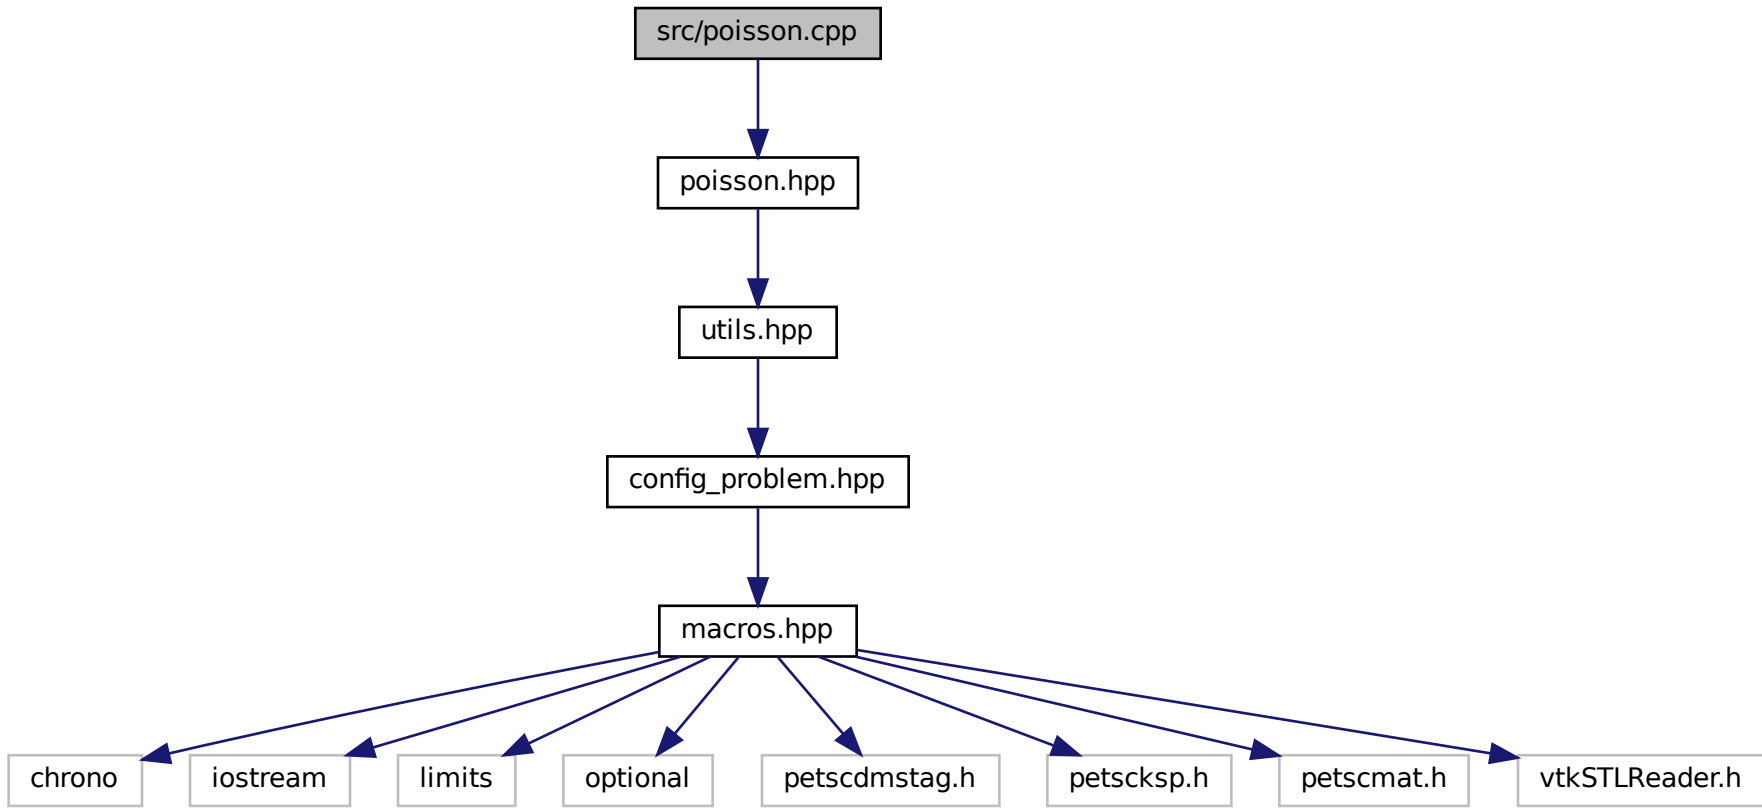 src/poisson.cpp
poisson.hpp
utils.hpp
config_problem.hpp
macros.hpp
chrono
iostream
limits
optional
petscdmstag.h
petscksp.h
petscmat.h
vtkSTLReader.h